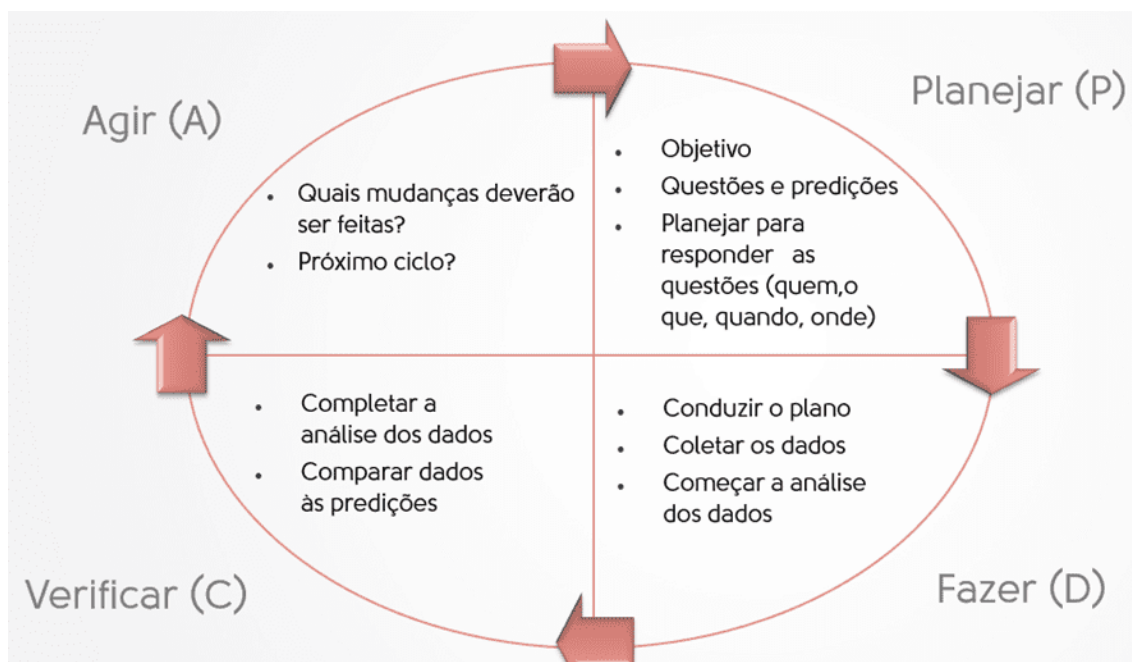 Agir (A)
• Quais mudanças deverão
ser feitas?
• Próximo ciclo?
Planejar (P)
• Objetivo
• Questões e predições
• Planejar para
responder as
questões (quem,o
que, quando, onde)
Verificar (C)
• Completar a
análise dos dados
• Comparar dados
às predições
Fazer (D)
• Conduzir o plano
• Coletar os dados
• Começar a análise
dos dados